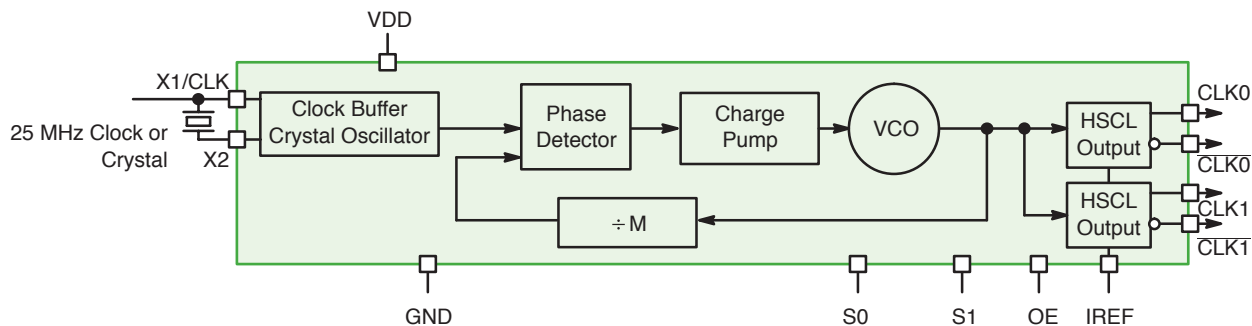 VDD
X1/CLK
25 MHz Clock or
Crystal
X2
Clock Buffer
Crystal Oscillator
Phase
Detector
Charge
Pump
VCO
÷M
HSCL
Output
HSCL
Output
CLK0
CLK0
CLK1
CLK1
GND
S0
S1
OE
IREF